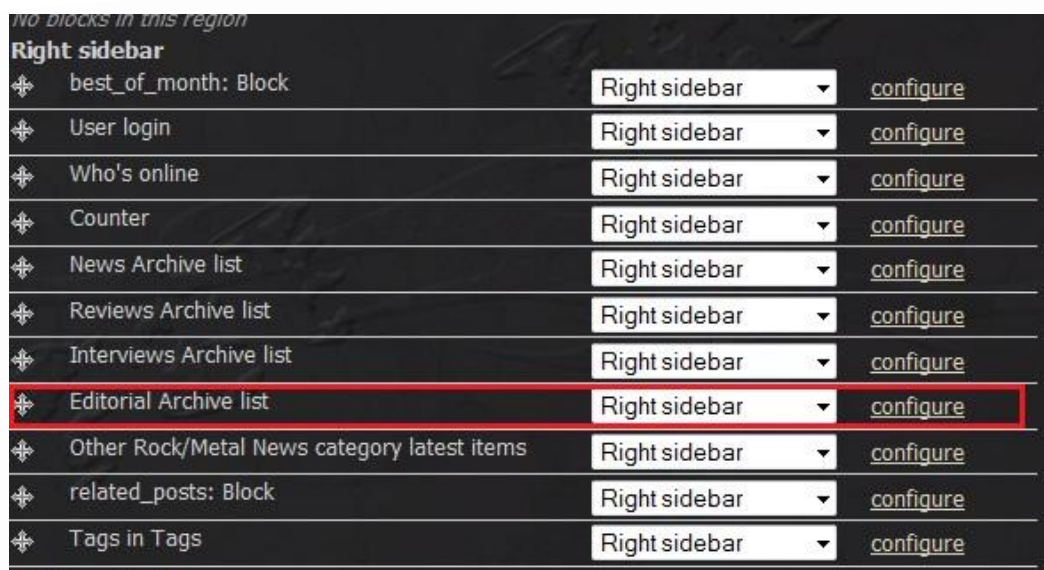 No blocks in this region
Right sidebar
best_of_month: Block Right sidebar configure
User login Right sidebar configure
Who's online Right sidebar configure
Counter Right sidebar configure
News Archive list Right sidebar configure
Reviews Archive list Right sidebar configure
Interviews Archive list Right sidebar configure
Editorial Archive list Right sidebar configure
Other Rock/Metal News category latest items Right sidebar configure
related_posts: Block Right sidebar configure
Tags in Tags Right sidebar configure